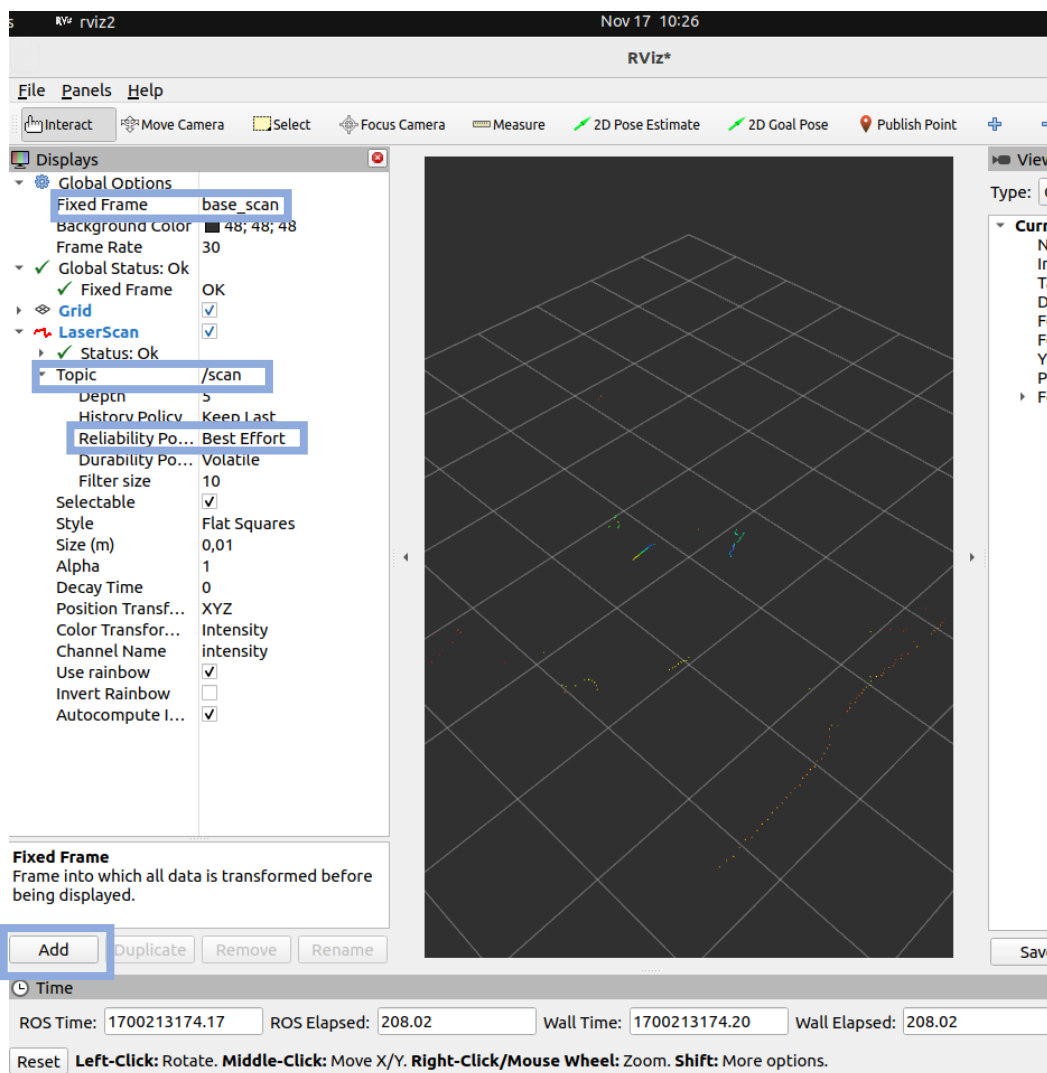 s rviz2 Nov 17 10:26
RViz*
File Panels Help
Interact Move Camera Select Focus Camera Measure 2D Pose Estimate 2D Goal Pose Publish Point
Displays
Global Options
Fixed Frame base_scan
Background Color 48; 48; 48
Frame Rate 30
Global Status: Ok
Fixed Frame OK
Grid
LaserScan
Status: Ok
Topic /scan
Depth 5
History Policy Keep Last
Reliability Po... Best Effort
Durability Po... Volatile
Filter size 10
Selectable
Style Flat Squares
Size (m) 0,01
Alpha 1
Decay Time 0
Position Transf... XYZ
Color Transfor... Intensity
Channel Name intensity
Use rainbow
Invert Rainbow
Autocompute I...
Fixed Frame
Frame into which all data is transformed before
being displayed.
Add Duplicate Remove Rename
Type:
Time
ROS Time: 1700213174.17 ROS Elapsed: 208.02 Wall Time: 1700213174.20 Wall Elapsed: 208.02
Reset Left-Click: Rotate. Middle-Click: Move X/Y. Right-Click/Mouse Wheel: Zoom. Shift: More options.